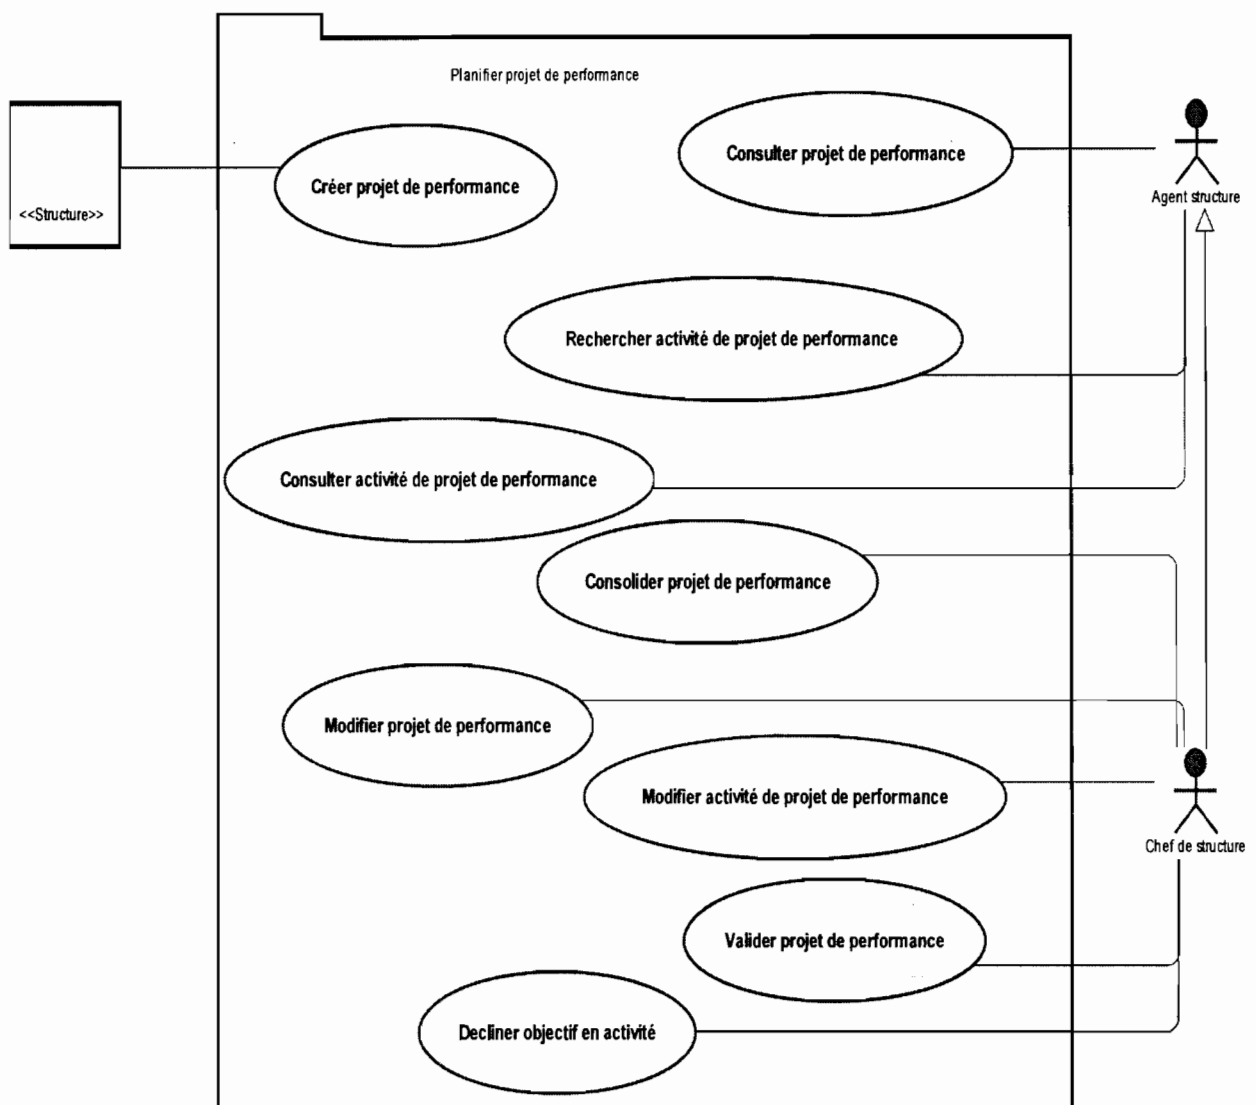 Planifier projet de performance
Consulter projet de performance
Créer projet de performance
<<Structure>>
Agent structure
Rechercher activité de projet de performance
Consulter activité de projet de performance
Consolider projet de performance
Modifier projet de performance
Modifier activité de projet de performance
Chef de structure
Valider projet de performance
Decliner objectif en activité